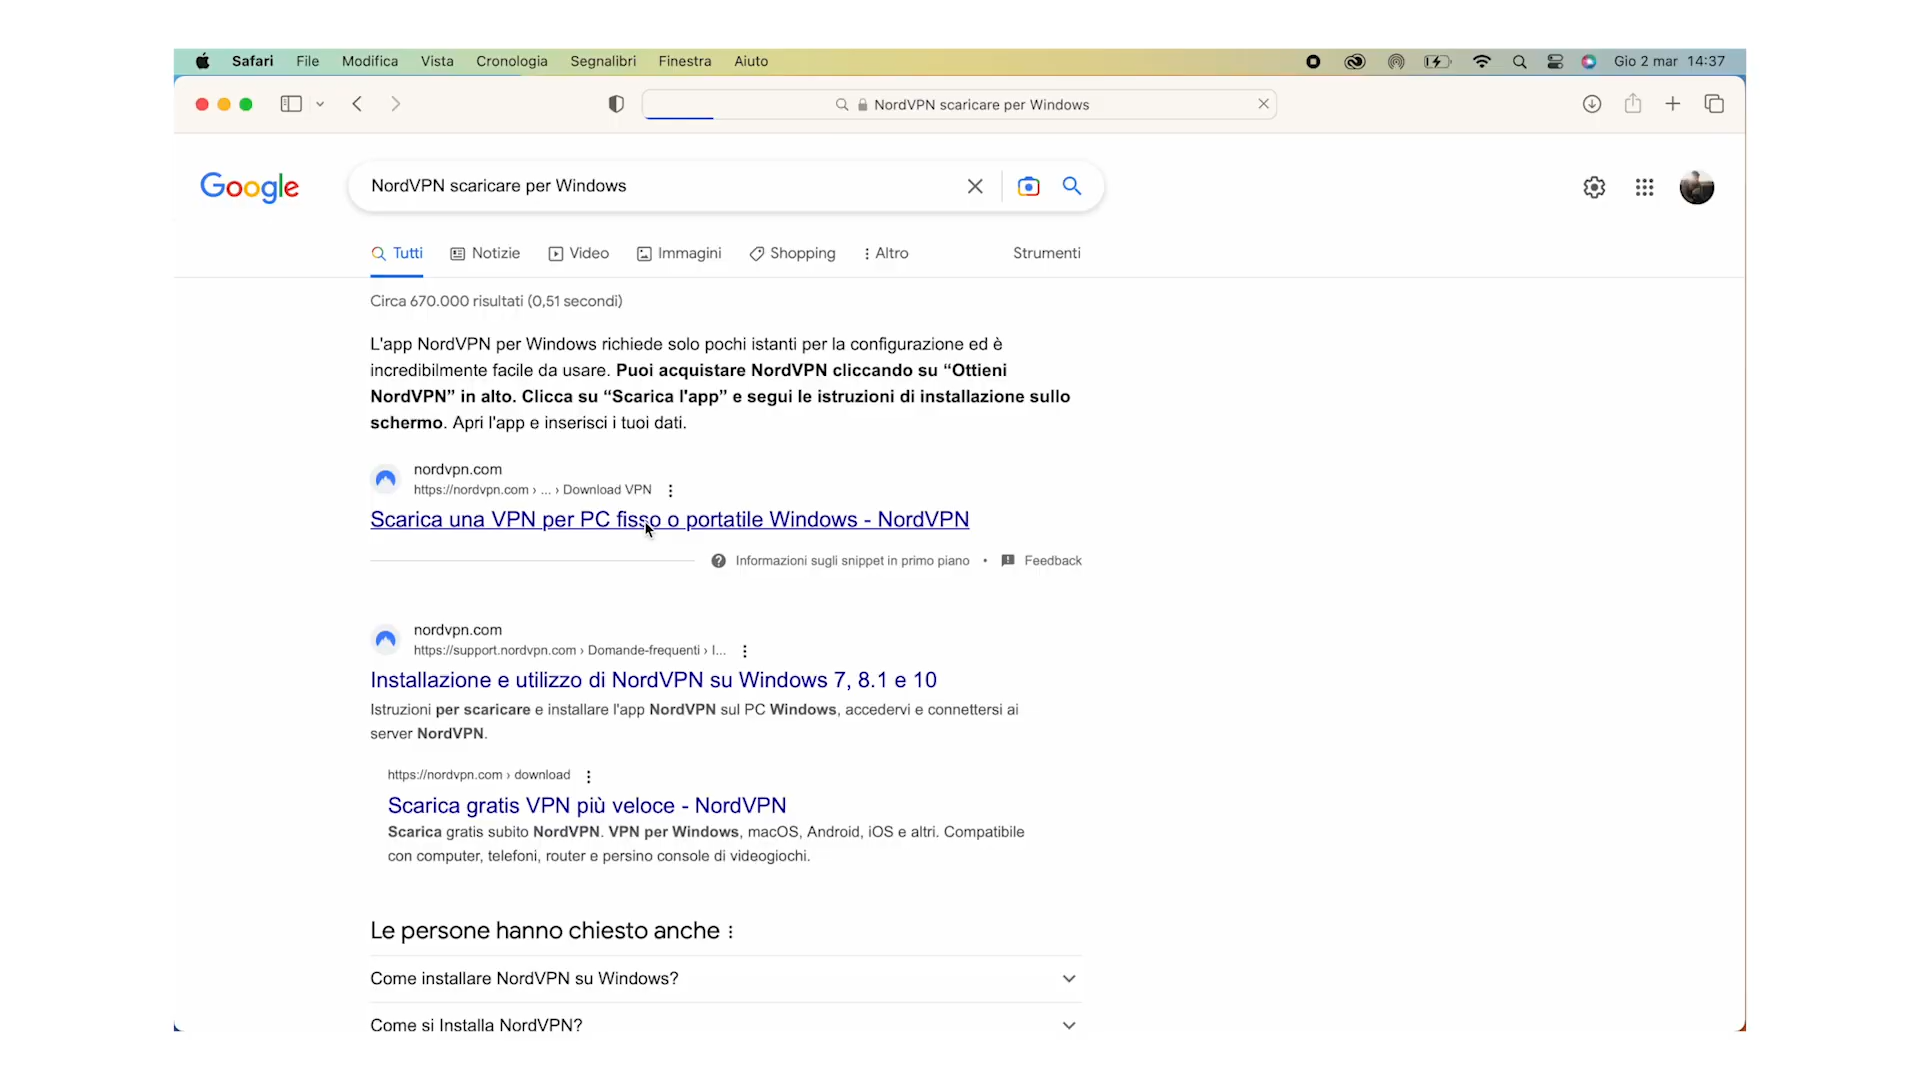 Safari File Modifica Vista Cronologia Segnalibri Finestra Aiuto Gio 2 mar 14:37
NordVPN scaricare per Windows
Google NordVPN scaricare per Windows
Tutti Notizie Video Immagini Shopping Altro Strumenti
Circa 670.000 risultati (0,51 secondi)
L'app NordVPN per Windows richiede solo pochi istanti per la configurazione ed è
incredibilmente facile da usare. Puoi acquistare NordVPN cliccando su “Ottieni
NordVPN” in alto. Clicca su “Scarica l'app” e segui le istruzioni di installazione sullo
schermo. Apri l'app e inserisci i tuoi dati.
nordvpn.com
https://nordvpn.com › ... › Download VPN
Scarica una VPN per PC fisso o portatile Windows - NordVPN
Informazioni sugli snippet in primo piano • Feedback
nordvpn.com
https://support.nordvpn.com › Domande-frequenti › I...
Installazione e utilizzo di NordVPN su Windows 7, 8.1 e 10
Istruzioni per scaricare e installare l'app NordVPN sul PC Windows, accedervi e connettersi ai
server NordVPN.
https://nordvpn.com › download
Scarica gratis VPN più veloce - NordVPN
Scarica gratis subito NordVPN. VPN per Windows, macOS, Android, iOS e altri. Compatibile
con computer, telefoni, router e persino console di videogiochi.
Le persone hanno chiesto anche
Come installare NordVPN su Windows?
Come si Installa NordVPN?